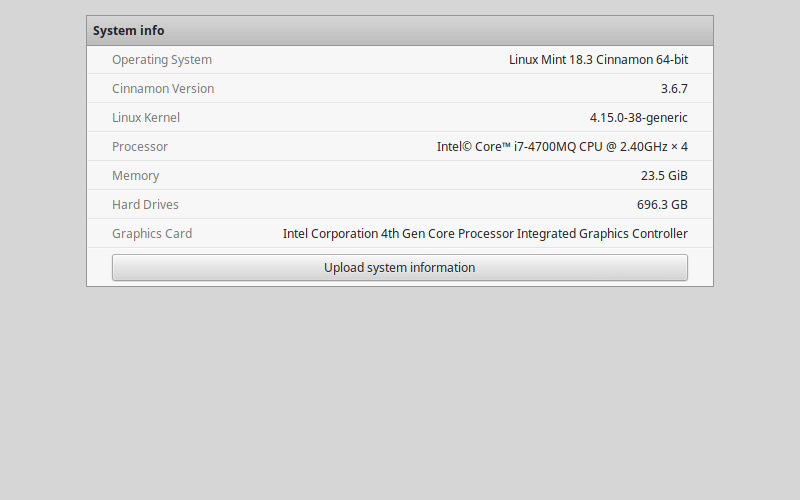 System info
Operating System Linux Mint 18.3 Cinnamon 64-bit
Cinnamon Version 3.6.7
Linux Kernel 4.15.0-38-generic
Processor Intel© Core™ i7-4700MQ CPU @ 2.40GHz × 4
Memory 23.5 GiB
Hard Drives 696.3 GB
Graphics Card Intel Corporation 4th Gen Core Processor Integrated Graphics Controller
Upload system information